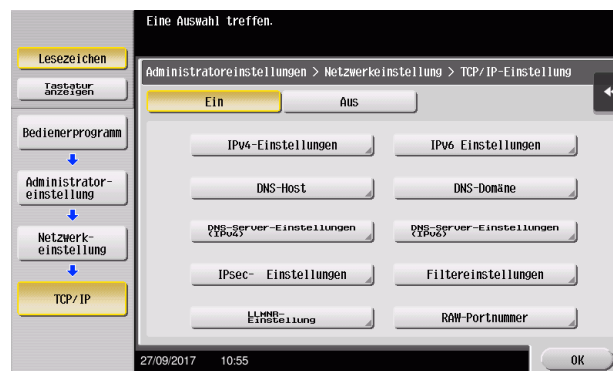 Eine Auswahl treffen.
Lesezeichen
Tastatur
anzeigen
Administratoreinstellungen > Netzwerkeinstellung > TCP/IP-Einstellung
Ein
Aus
Bedienerprogramm
Administrator-
einstellung
Netzwerk-
einstellung
TCP/IP
IPv4-Einstellungen
IPv6 Einstellungen
DNS-Host
DNS-Domäne
DNS-Server-Einstellungen
(IPv4)
DNS-Server-Einstellungen
(IPv6)
IPsec- Einstellungen
Filtereinstellungen
LLMNR-
Einstellung
RAW-Portnummer
27/09/2017 10:55
OK